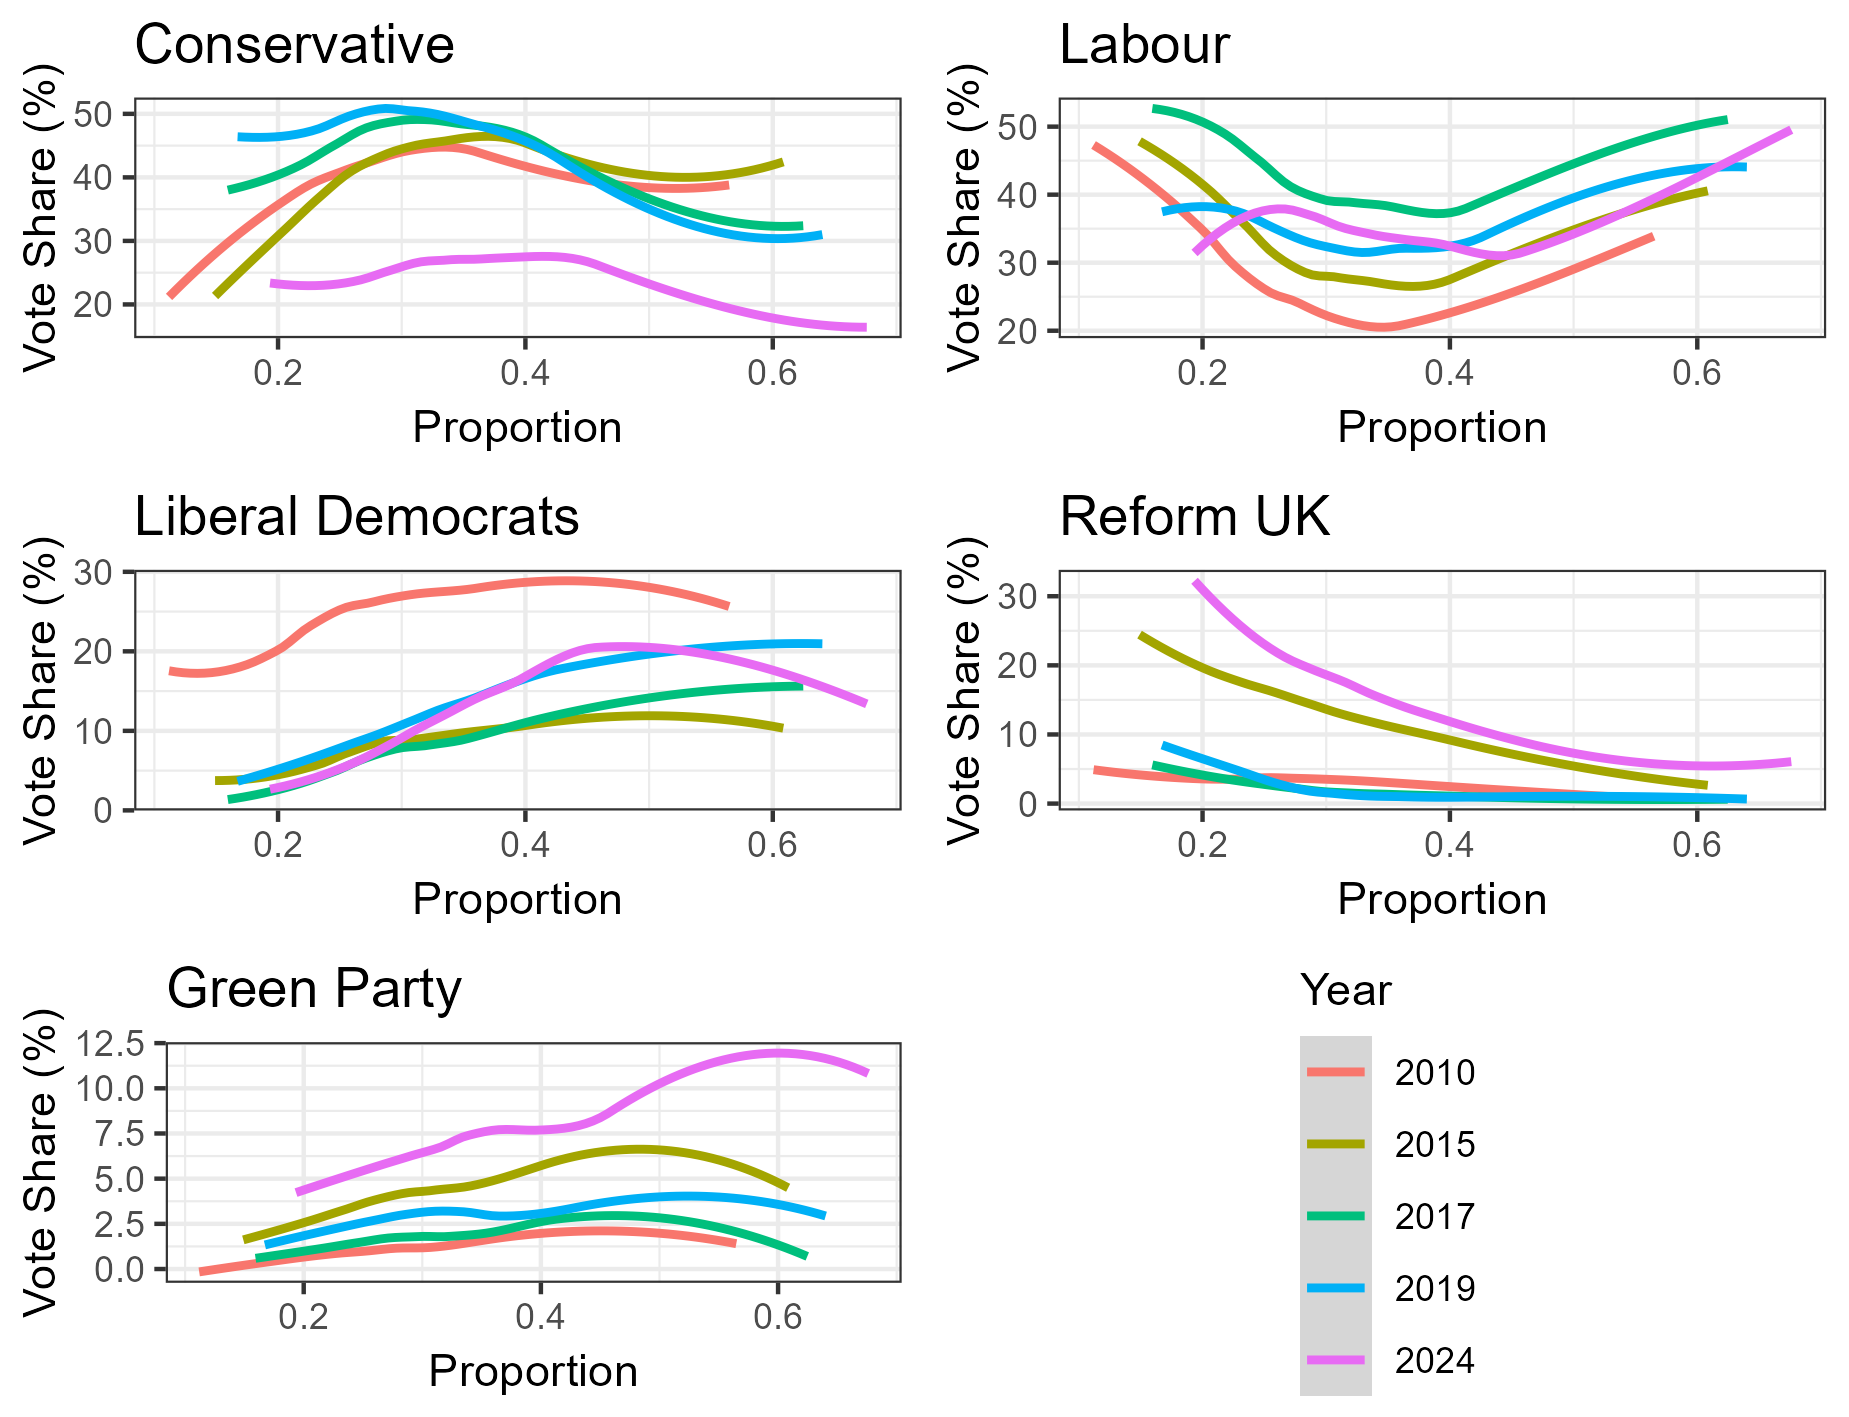 Conservative
Vote Share (%)
50
40
30
20
0.2 0.4 0.6
Proportion
Labour
Vote Share (%)
50
40
30
20
0.2 0.4 0.6
Proportion
Liberal Democrats
Vote Share (%)
30
20
10
0
0.2 0.4 0.6
Proportion
Reform UK
Vote Share (%)
30
20
10
0
0.2 0.4 0.6
Proportion
Green Party
Vote Share (%)
12.5
10.0
7.5
5.0
2.5
0.0
0.2 0.4 0.6
Proportion
Year
2010
2015
2017
2019
2024